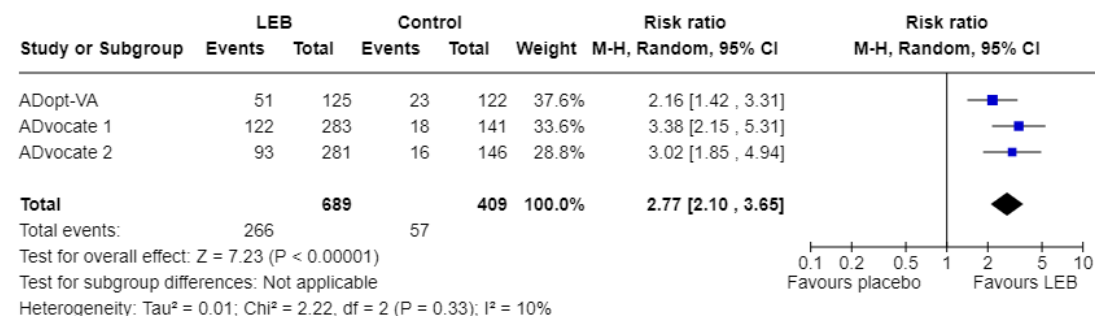 LEB Control Risk ratio Risk ratio
Study or Subgroup Events Total Events Total Weight M-H, Random, 95% CI M-H, Random, 95% CI
ADopt-VA 51 125 23 122 37.6% 2.16 [1.42 , 3.31]
ADvocate 1 122 283 18 141 33.6% 3.38 [2.15 , 5.31]
ADvocate 2 93 281 16 146 28.8% 3.02 [1.85 , 4.94]
Total 689 409 100.0% 2.77 [2.10 , 3.65]
Total events: 266 57
Test for overall effect: Z = 7.23 (P < 0.00001)
0.1 0.2 0.5 1 2 5 10
Test for subgroup differences: Not applicable
Favours placebo Favours LEB
Heterogeneity: Tau² = 0.01; Chi² = 2.22, df = 2 (P = 0.33); I² = 10%